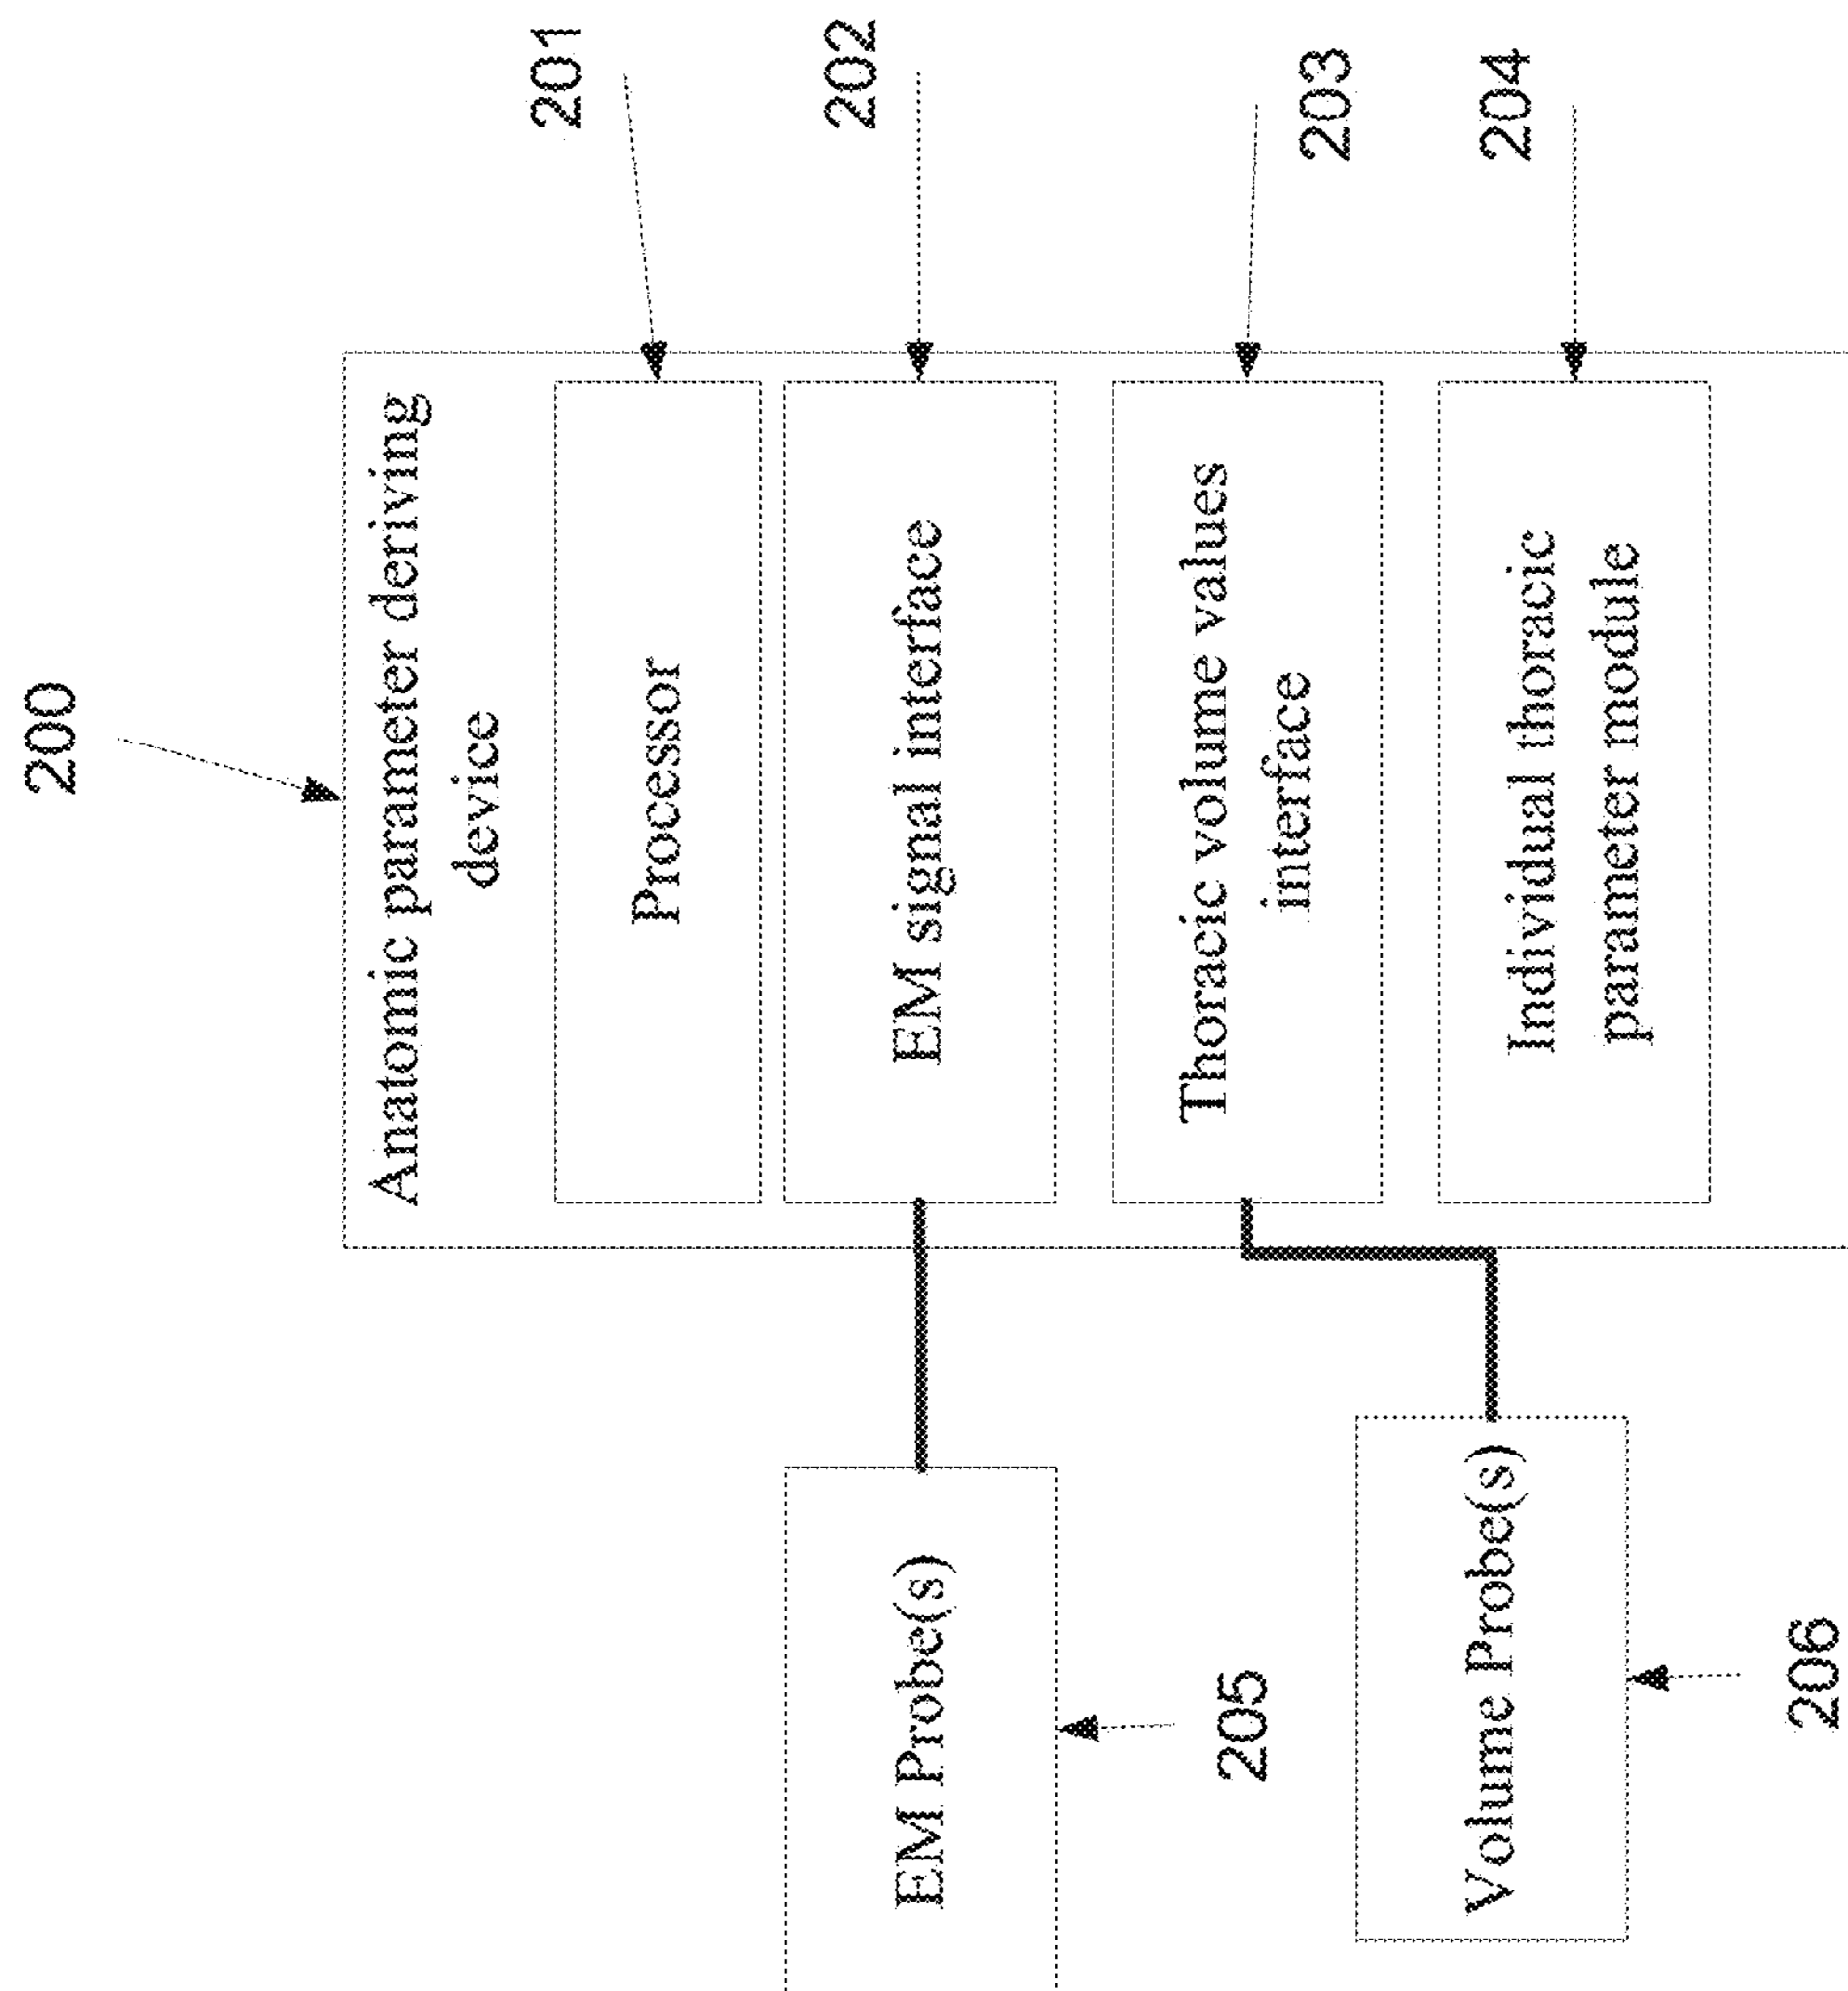 200
Anatomic parameter deriving
device
Processor
201
EM signal interface
202
Thoracic volume values
interface
203
Individual thoracic
parameter module
204
EM Probe(s)
205
Volume Probe(s)
206